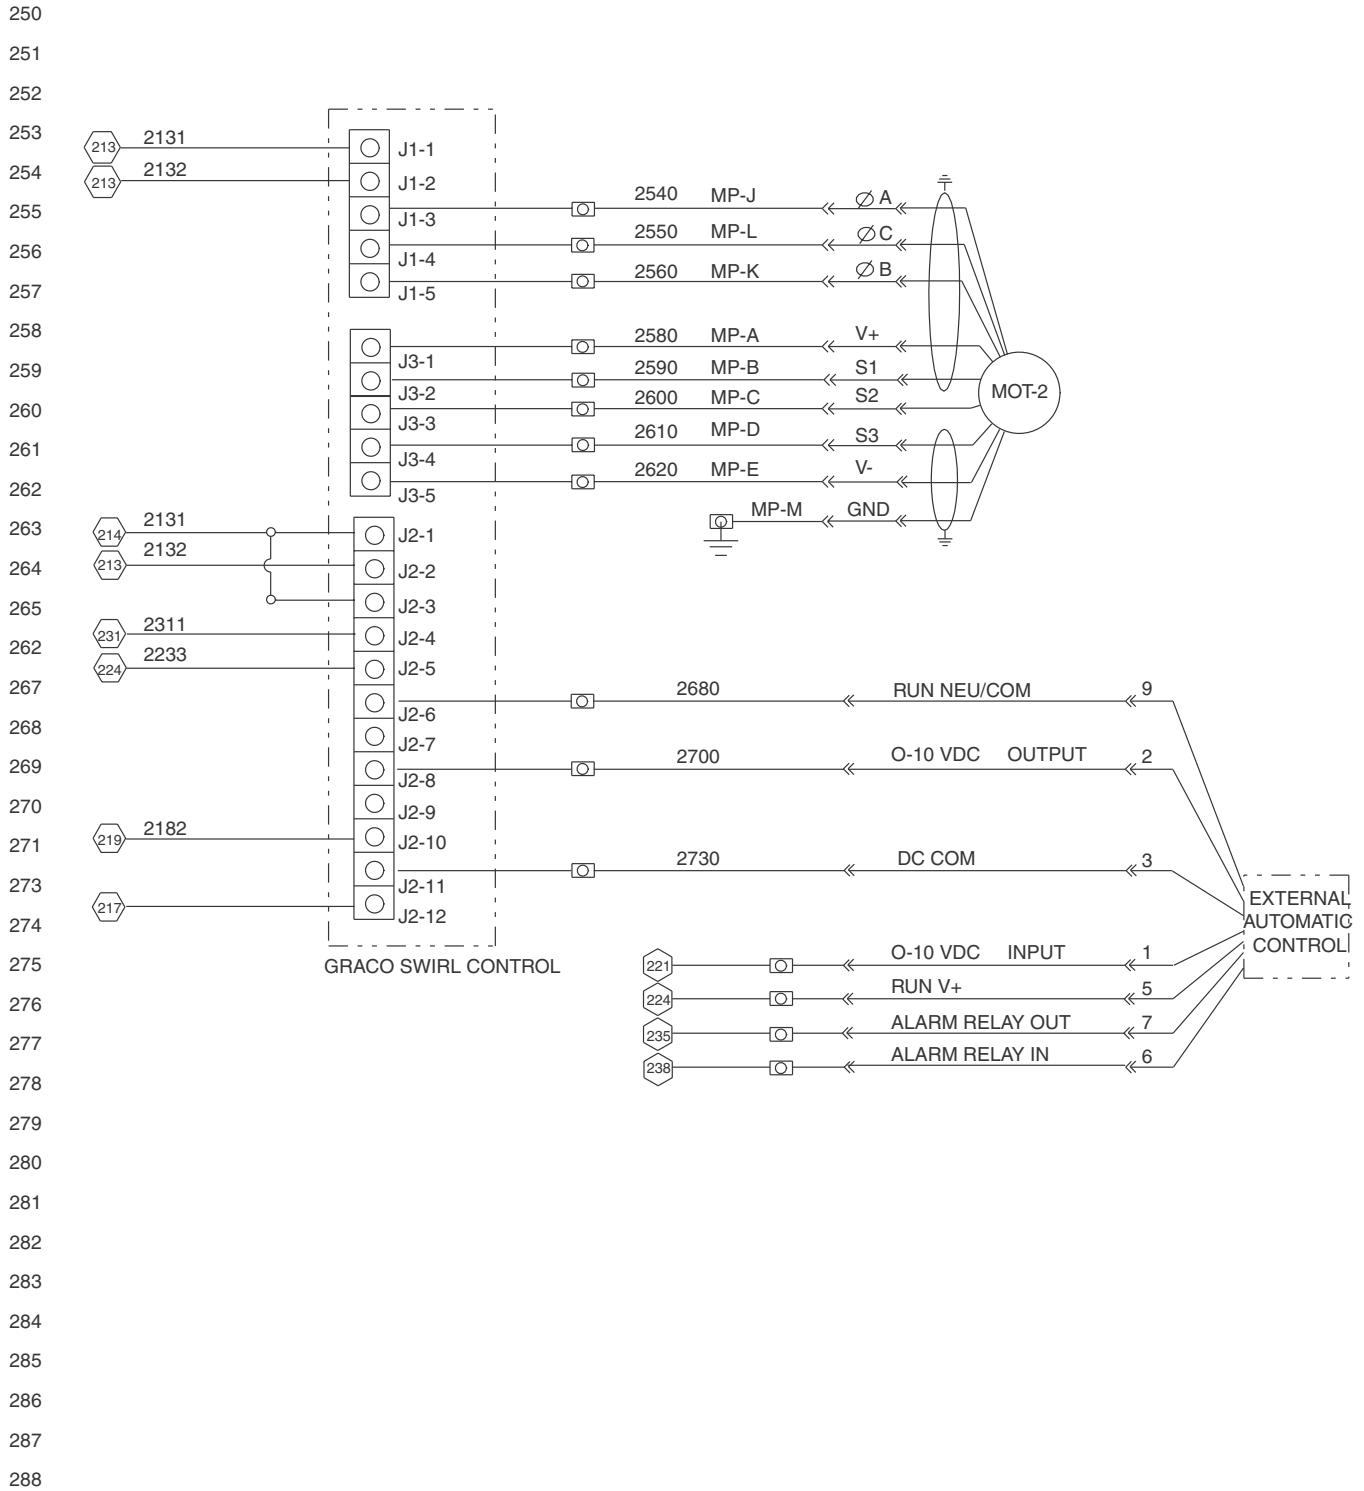 250
251
252
253
213 2131 J1-1
254
213 2132 J1-2
255
J1-3 2540 MP-J Ø A
256
J1-4 2550 MP-L Ø C
257
J1-5 2560 MP-K Ø B
258
J3-1 2580 MP-A V+
259
J3-2 2590 MP-B S1
MOT-2
260
J3-3 2600 MP-C S2
261
J3-4 2610 MP-D S3
262
J3-5 2620 MP-E V-
MP-M GND
263
214 2131 J2-1
264
213 2132 J2-2
265
J2-3
262
231 2311 J2-4
224 2233 J2-5
267
J2-6 2680 RUN NEU/COM 9
268
J2-7
269
J2-8 2700 O-10 VDC OUTPUT 2
270
J2-9
271
219 2182 J2-10
273
J2-11 2730 DC COM 3
274
217 J2-12
EXTERNAL
AUTOMATIC
CONTROL
275
GRACO SWIRL CONTROL
221 O-10 VDC INPUT 1
276
224 RUN V+ 5
277
235 ALARM RELAY OUT 7
278
238 ALARM RELAY IN 6
279
280
281
282
283
284
285
286
287
288